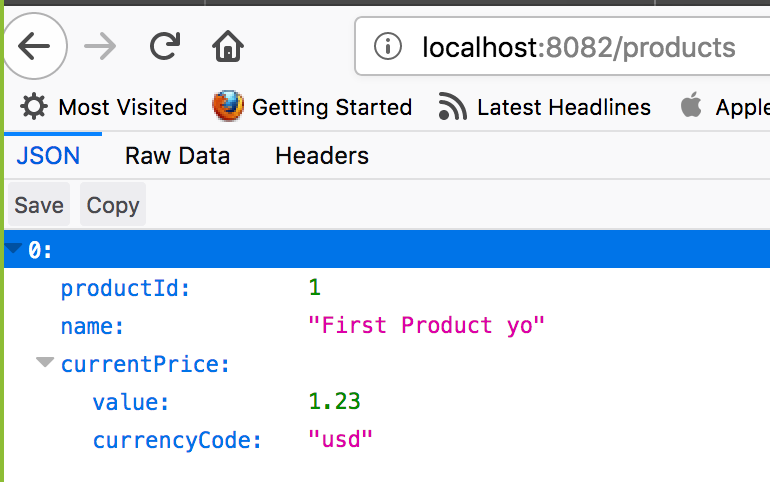 localhost:8082/products
Most Visited Getting Started Latest Headlines Apple
JSON Raw Data Headers
Save Copy
0:
productId: 1
name: "First Product yo"
currentPrice:
value: 1.23
currencyCode: "usd"